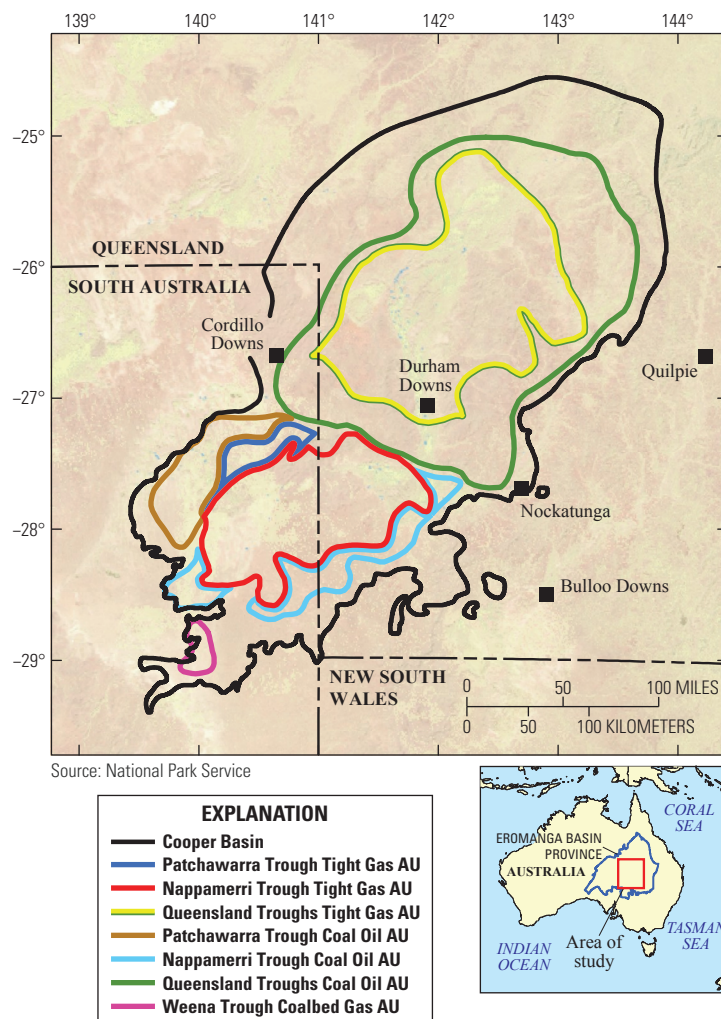 139°
140°
141°
142°
143°
144°
–25°
–26°
–27°
–28°
–29°
QUEENSLAND
SOUTH AUSTRALIA
Cordillo
Downs
Durham
Downs
Quilpie
Nockatunga
Bulloo Downs
NEW SOUTH
WALES
0 50 100 MILES
0 50 100 KILOMETERS
Source: National Park Service
EXPLANATION
Cooper Basin
Patchawarra Trough Tight Gas AU
Nappamerri Trough Tight Gas AU
Queensland Troughs Tight Gas AU
Patchawarra Trough Coal Oil AU
Nappamerri Trough Coal Oil AU
Queensland Troughs Coal Oil AU
Weena Trough Coalbed Gas AU
CORAL
SEA
EROMANGA BASIN
PROVINCE
AUSTRALIA
TASMAN
SEA
INDIAN
OCEAN
Area of
study